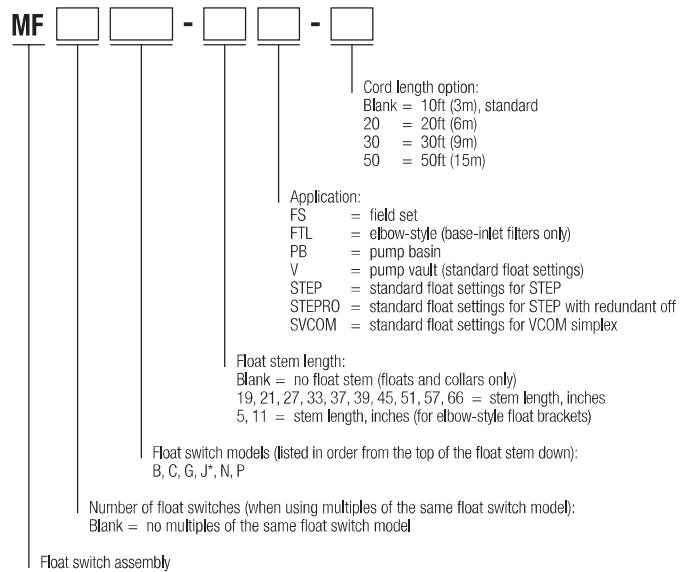 MF - -
Cord length option:
Blank = 10ft (3m), standard
20 = 20ft (6m)
30 = 30ft (9m)
50 = 50ft (15m)
Application:
FS = field set
FTL = elbow-style (base-inlet filters only)
PB = pump basin
V = pump vault (standard float settings)
STEP = standard float settings for STEP
STEPRO = standard float settings for STEP with redundant off
SVCOM = standard float settings for VCOM simplex
Float stem length:
Blank = no float stem (floats and collars only)
19, 21, 27, 33, 37, 39, 45, 51, 57, 66 = stem length, inches
5, 11 = stem length, inches (for elbow-style float brackets)
Float switch models (listed in order from the top of the float stem down):
B, C, G, J*, N, P
Number of float switches (when using multiples of the same float switch model):
Blank = no multiples of the same float switch model
Float switch assembly